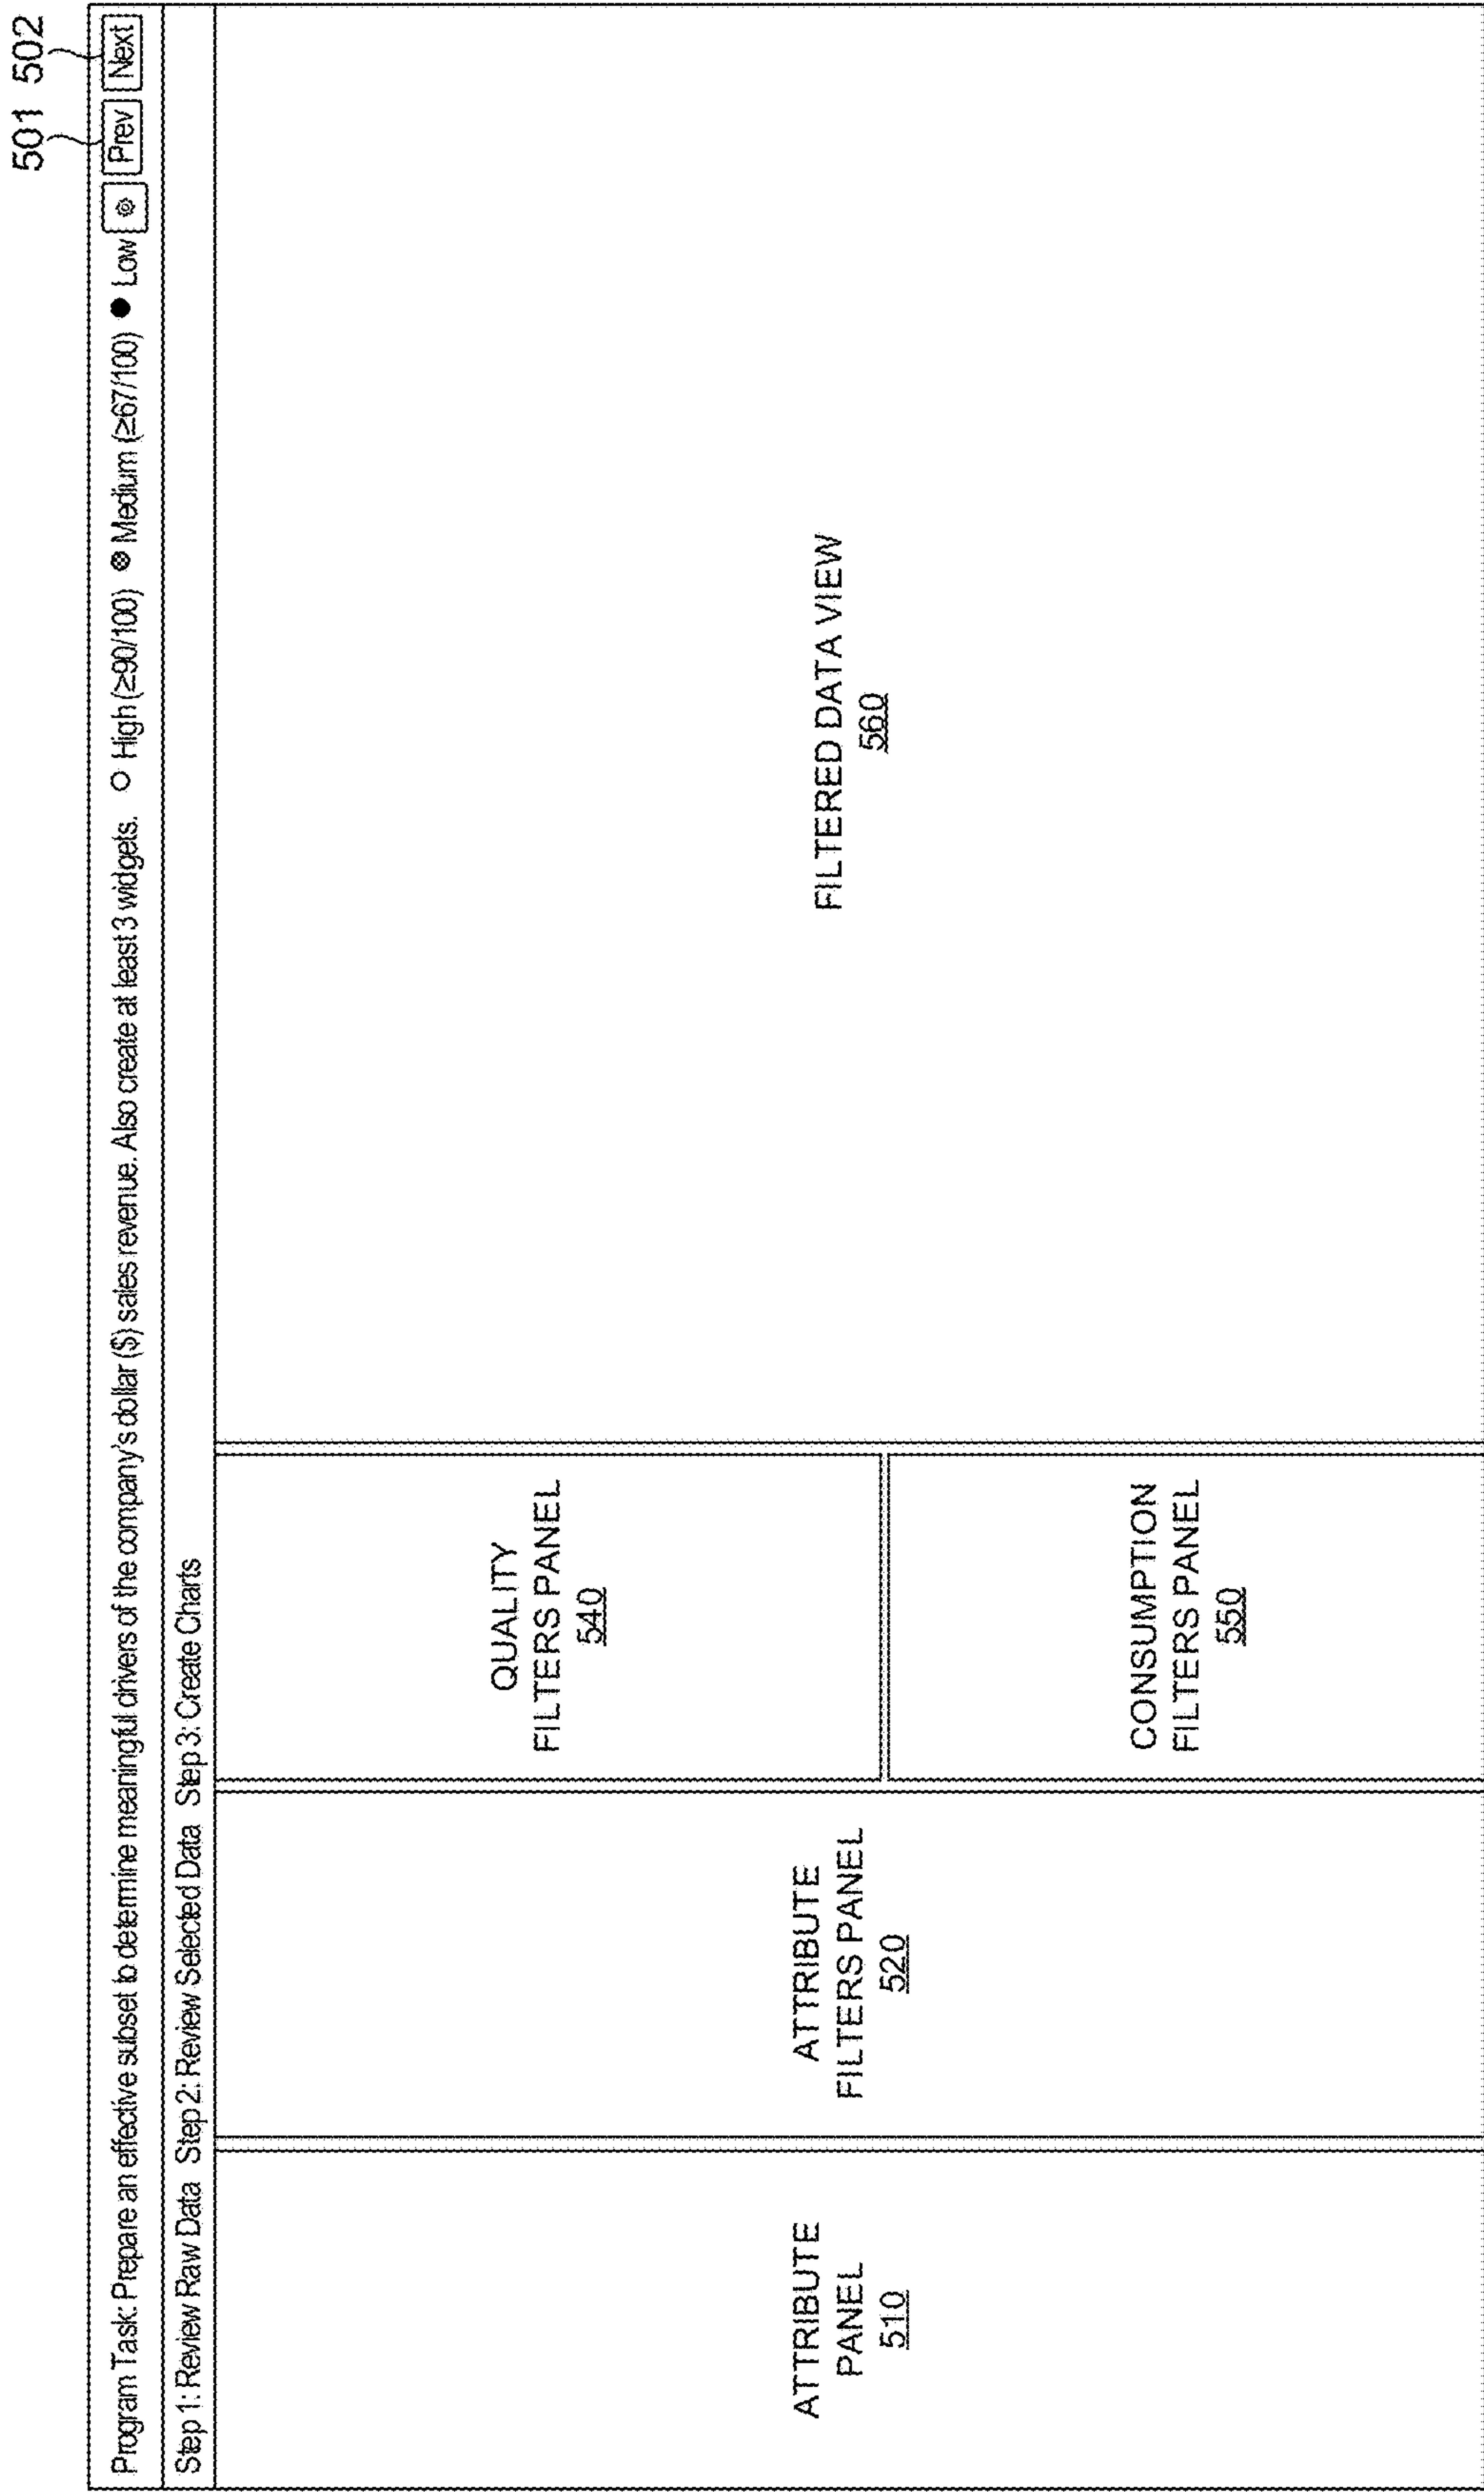 501 502
Program Task: Prepare an effective subset to determine meaningful drivers of the company's dollar ($) sales revenue. Also create at least 3 widgets. High (≥90/100) Medium (≥67/100) Low Prev Next
Step 1: Review Raw Data Step 2: Review Selected Data Step 3: Create Charts
ATTRIBUTE
PANEL
510
ATTRIBUTE
FILTERS PANEL
520
QUALITY
FILTERS PANEL
540
CONSUMPTION
FILTERS PANEL
550
FILTERED DATA VIEW
560